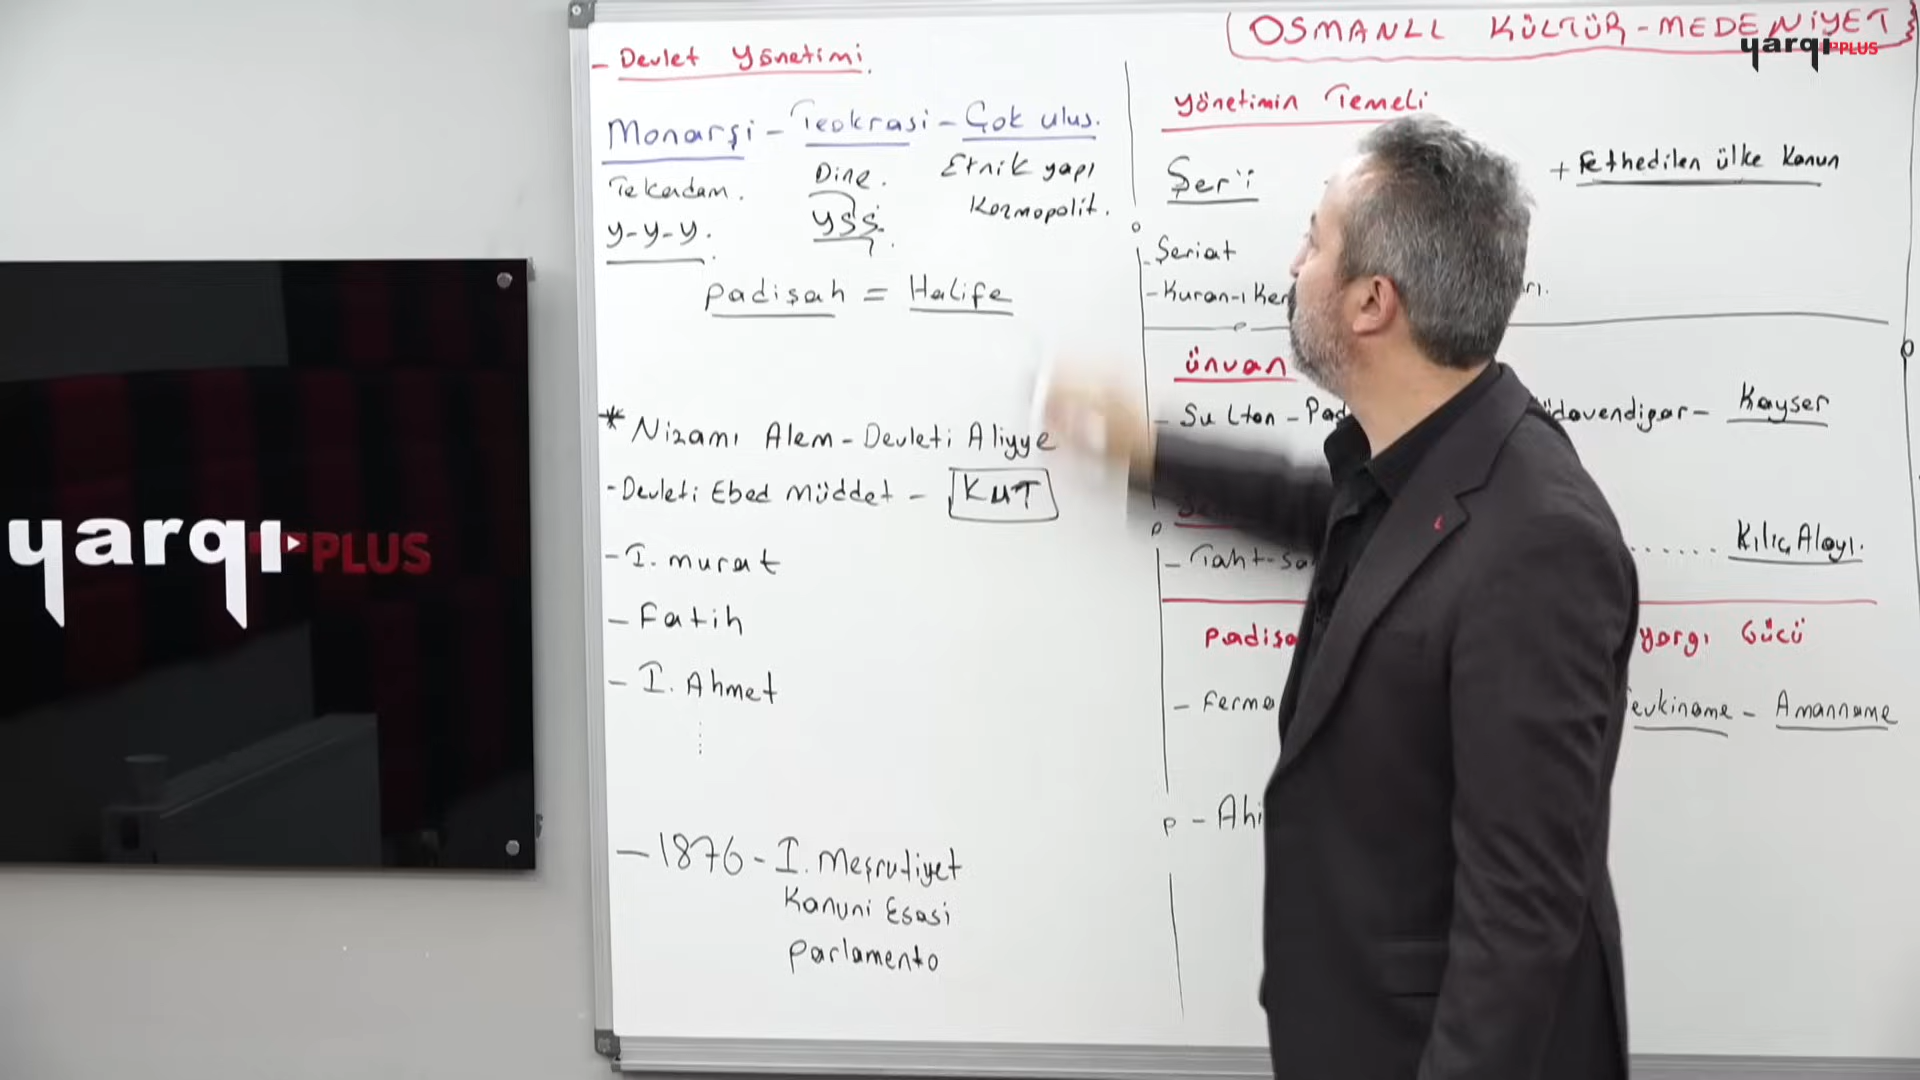 OSMANLI KÜLTÜR-MEDENİYET
yarqı PLUS
- Devlet Yönetimi.
Monarşi - Teokrasi - Çok ulus.
Tek adam.
Dine.
Etnik yapı
Y-Y-Y.
YSŞ.
Kozmopolit.
Padişah = Halife
* Nizamı Alem - Devleti Aliyye
- Devleti Ebed Müddet - KUT
- I. Murat
- Fatih
- I. Ahmet
- 1876 - I. Meşrutiyet
Kanuni Esasi
Parlamento
Yönetimin Temeli
Şer'i
+ Fethedilen ülke Kanun
- Şeriat
- Kuran-ı Ker
rı.
Ünvan
- Sultan - Pad
üdavendigar - Kayser
- Taht-sa
...... Kılıç Alayı.
Padişa
yargı Gücü
- Ferma
evkiname - Amanname
P - Ahi
yarqı PLUS